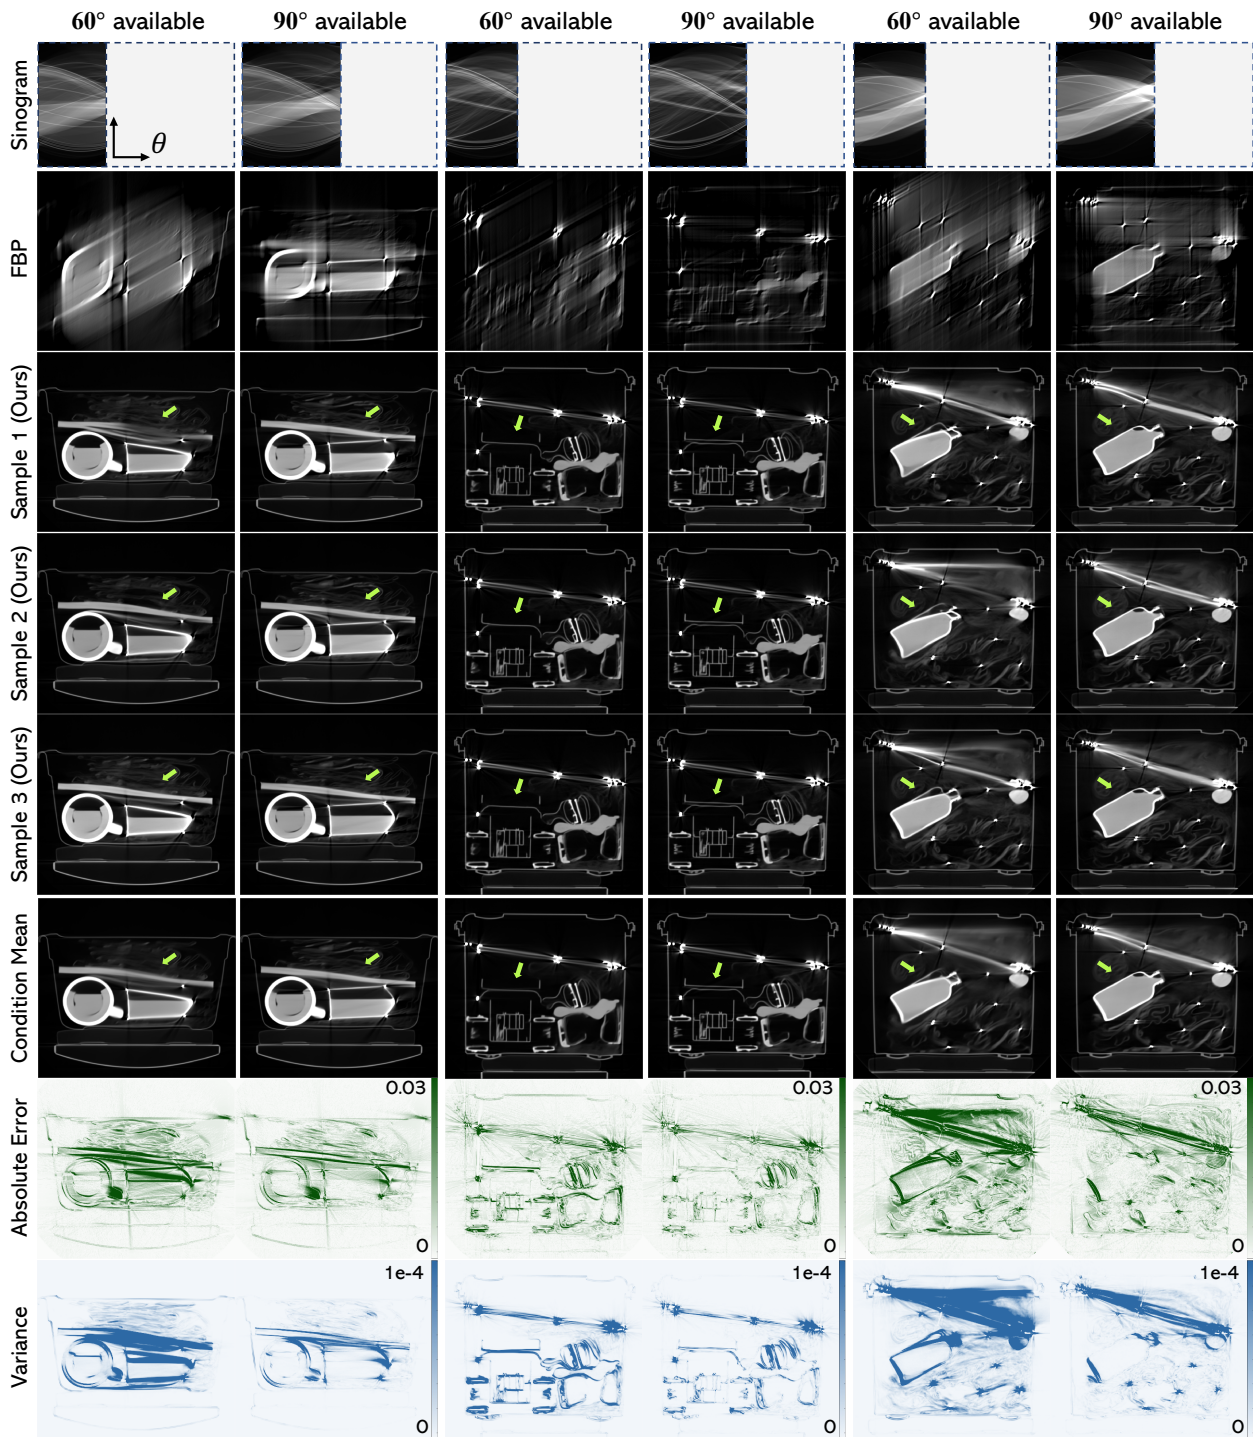 60° available 90° available 60° available 90° available 60° available 90° available
Sinogram
θ
FBP
Sample 1 (Ours)
Sample 2 (Ours)
Sample 3 (Ours)
Condition Mean
Absolute Error
0.03 0.03 0.03
0 0 0
Variance
1e-4 1e-4 1e-4
0 0 0